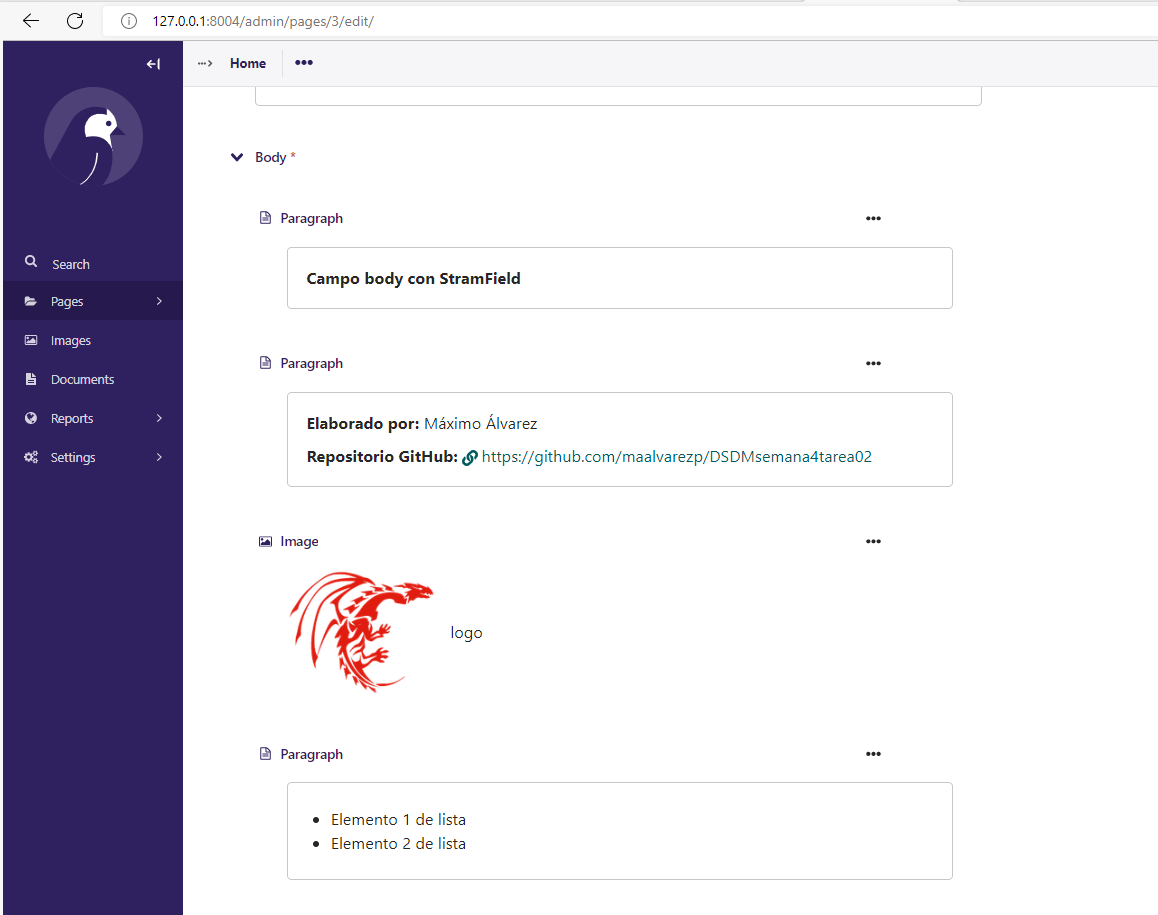 127.0.0.1:8004/admin/pages/3/edit/
Home
Search
Pages
Images
Documents
Reports
Settings
Body *
Paragraph
Campo body con StramField
Paragraph
Elaborado por: Máximo Álvarez
Repositorio GitHub: https://github.com/maalvarezp/DSDMsemana4tarea02
Image
logo
Paragraph
Elemento 1 de lista
Elemento 2 de lista